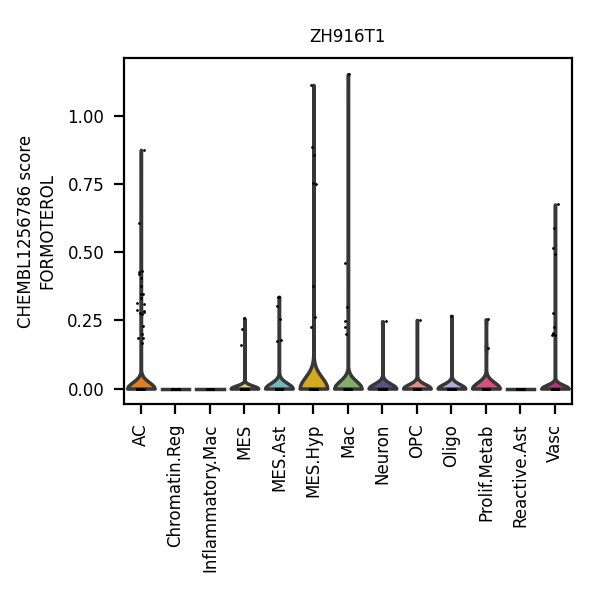 ZH916T1
CHEMBL1256786 score
FORMOTEROL
1.00
0.75
0.50
0.25
0.00
AC
Chromatin.Reg
Inflammatory.Mac
MES
MES.Ast
MES.Hyp
Mac
Neuron
OPC
Oligo
Prolif.Metab
Reactive.Ast
Vasc